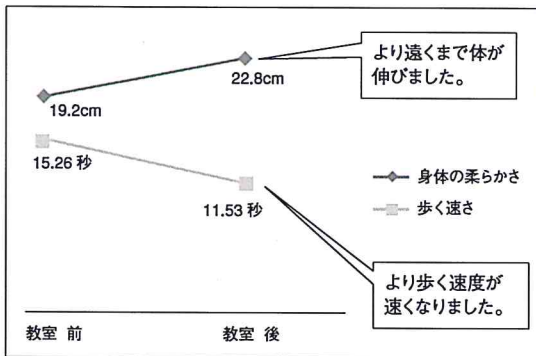 より遠くまで体が
伸びました。
22.8cm
19.2cm
15.26 秒
身体の柔らかさ
11.53 秒
歩く速さ
より歩く速度が
速くなりました。
教室 前
教室 後